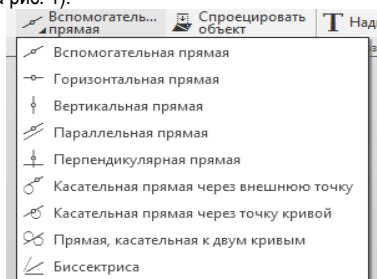 а рис. 1).
Вспомогатель... прямая
Спроецировать объект
T Над
Вспомогательная прямая
Горизонтальная прямая
Вертикальная прямая
Параллельная прямая
Перпендикулярная прямая
Касательная прямая через внешнюю точку
Касательная прямая через точку кривой
Прямая, касательная к двум кривым
Биссектриса